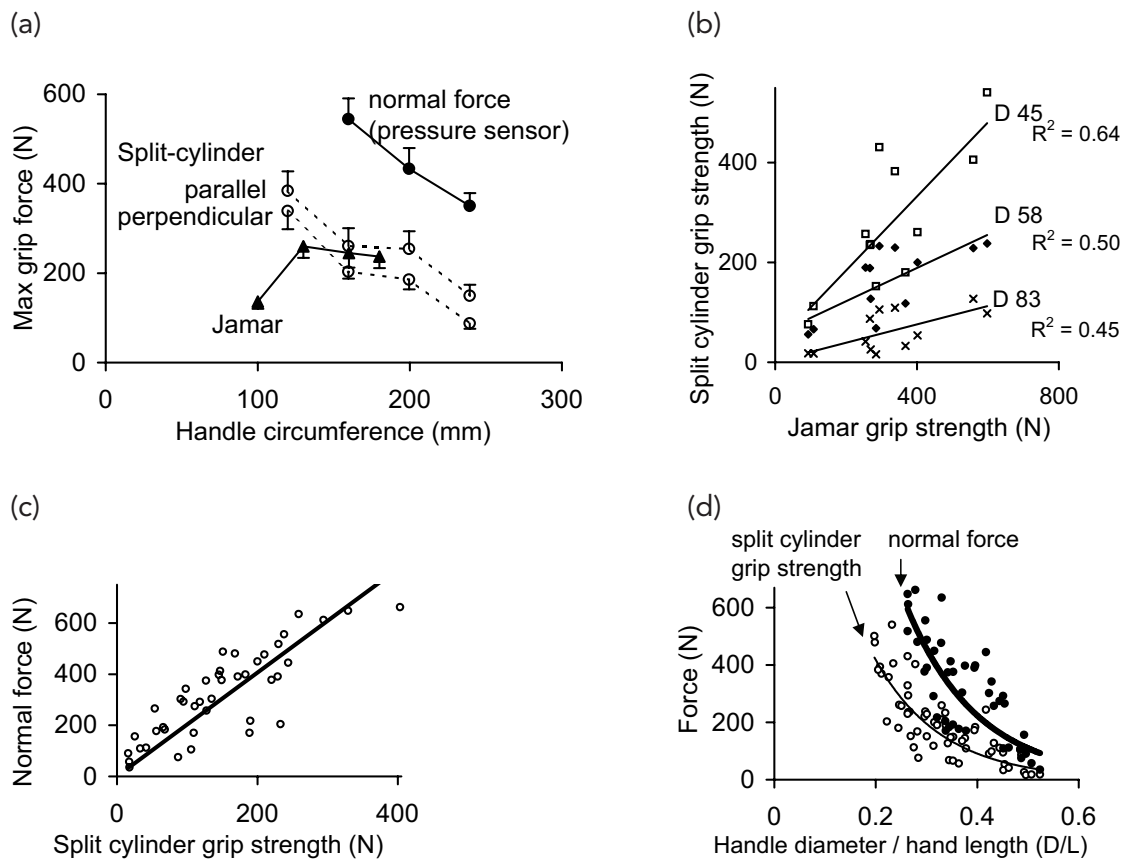 (a)
Max grip force (N)
600
400
200
0
normal force
(pressure sensor)
Split-cylinder
parallel
perpendicular
Jamar
100
200
300
Handle circumference (mm)
(b)
Split cylinder grip strength (N)
400
200
0
D 45
R² = 0.64
D 58
R² = 0.50
D 83
R² = 0.45
0
400
800
Jamar grip strength (N)
(c)
Normal force (N)
600
400
200
0
0
200
400
Split cylinder grip strength (N)
(d)
split cylinder
grip strength
normal force
Force (N)
600
400
200
0
0.0
0.2
0.4
0.6
Handle diameter / hand length (D/L)